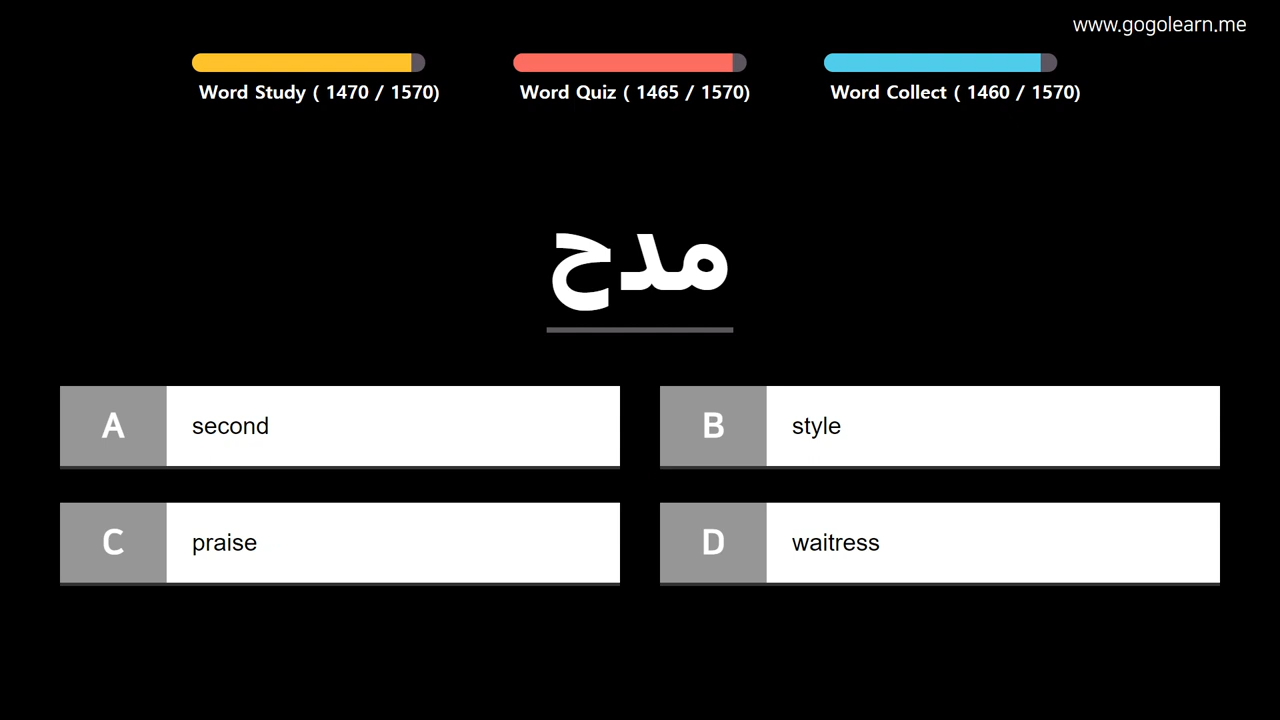 www.gogolearn.me
Word Study ( 1470 / 1570)
Word Quiz ( 1465 / 1570)
Word Collect ( 1460 / 1570)
مدح
A second
B style
C praise
D waitress